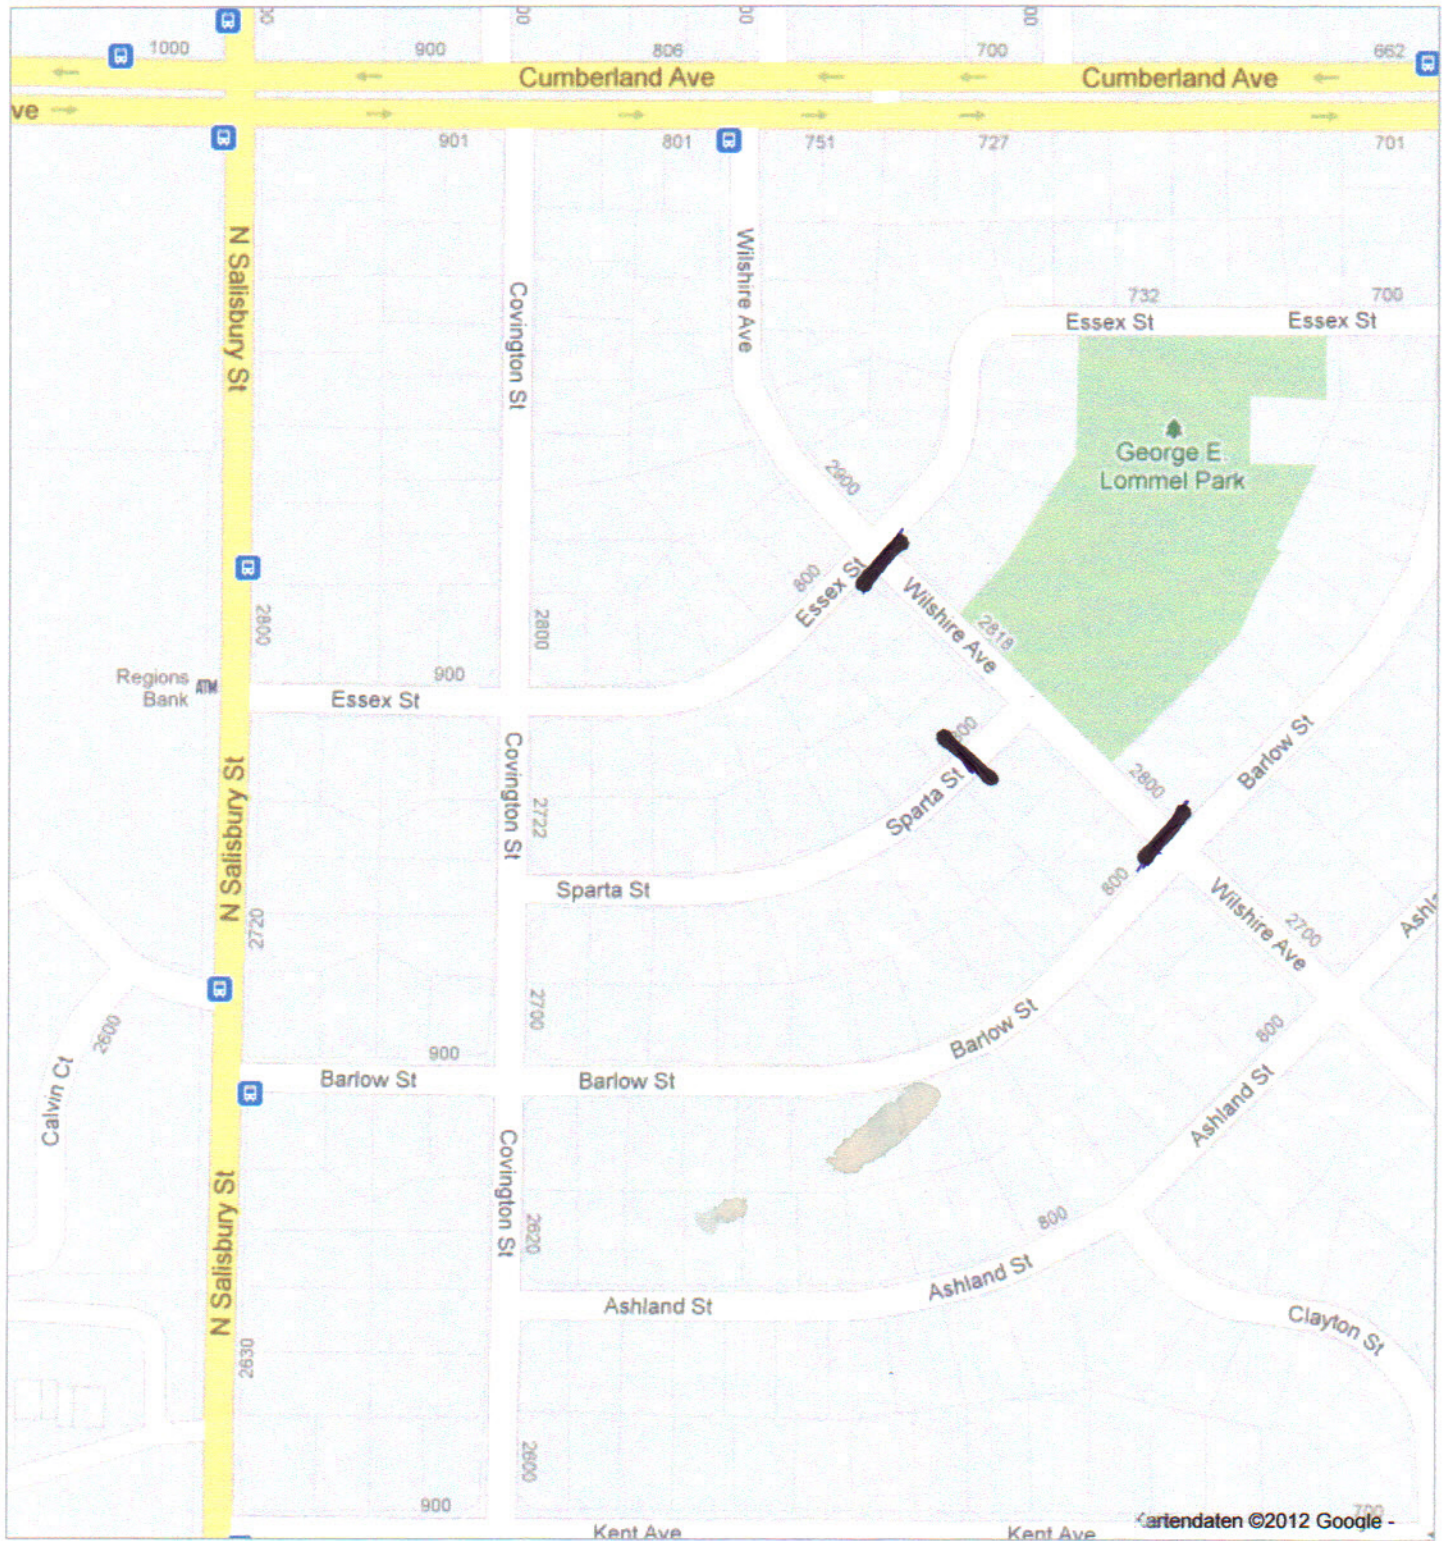 1000
900
806
700
662
Cumberland Ave
Cumberland Ave
ve
901
801
751
727
701
N Salisbury St
Covington St
Wilshire Ave
732
700
Essex St
Essex St
George E.
Lommel Park
2900
800
Essex St
Wilshire Ave
2818
2800
2800
Regions
Bank
ATM
900
Essex St
N Salisbury St
Covington St
2722
Sparta St
Sparta St
2800
Barlow St
800
Wilshire Ave
2700
2720
2700
2600
Calvin Ct
900
Barlow St
Barlow St
Barlow St
800
Ashland St
N Salisbury St
Covington St
2620
800
Ashland St
Ashland St
Clayton St
2630
2600
900
Kent Ave
Kent Ave
700
Kartendaten ©2012 Google -